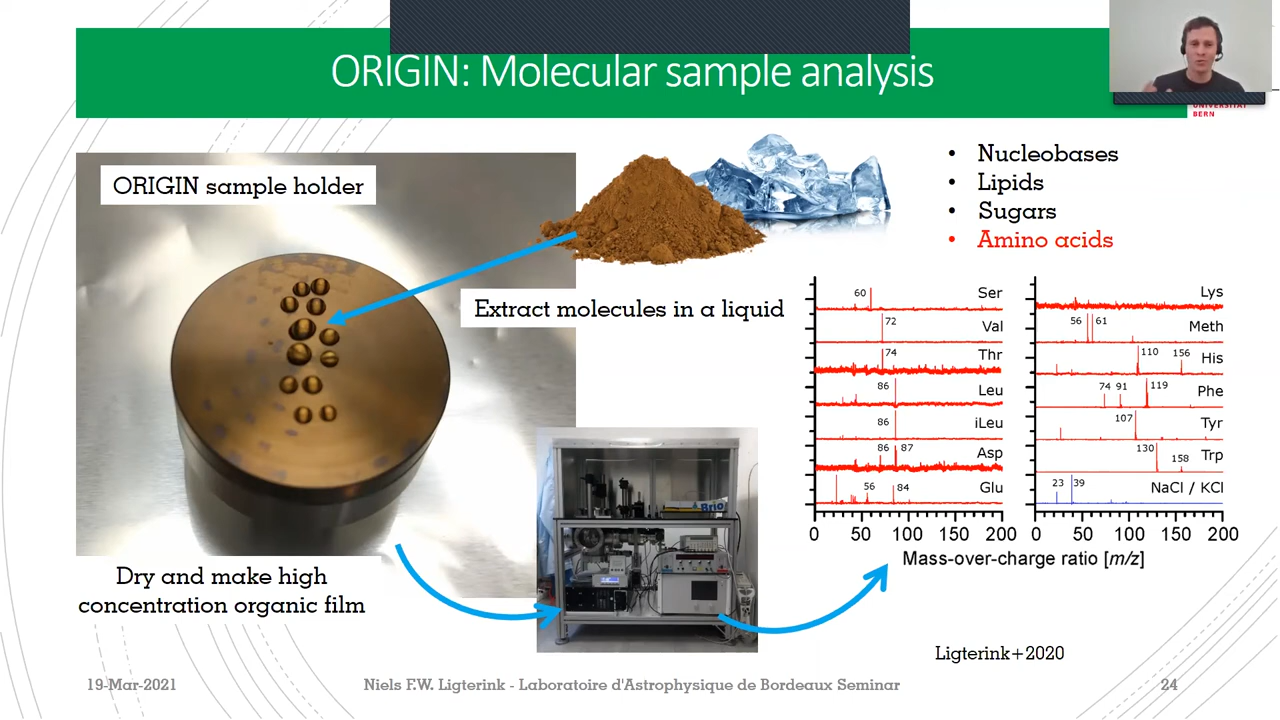 ORIGIN: Molecular sample analysis
UNIVERSITÄT
BERN
ORIGIN sample holder
• Nucleobases
• Lipids
• Sugars
• Amino acids
Extract molecules in a liquid
60 Ser
72 Val
74 Thr
86 Leu
86 iLeu
86 87 Asp
56 84 Glu
0 50 100 150 200
Lys
56 61 Meth
110 156 His
74 91 119 Phe
107 Tyr
130 158 Trp
23 39 NaCl / KCl
0 50 100 150 200
Mass-over-charge ratio [m/z]
Brio
Dry and make high
concentration organic film
Ligterink+2020
19-Mar-2021 Niels F.W. Ligterink - Laboratoire d'Astrophysique de Bordeaux Seminar 24